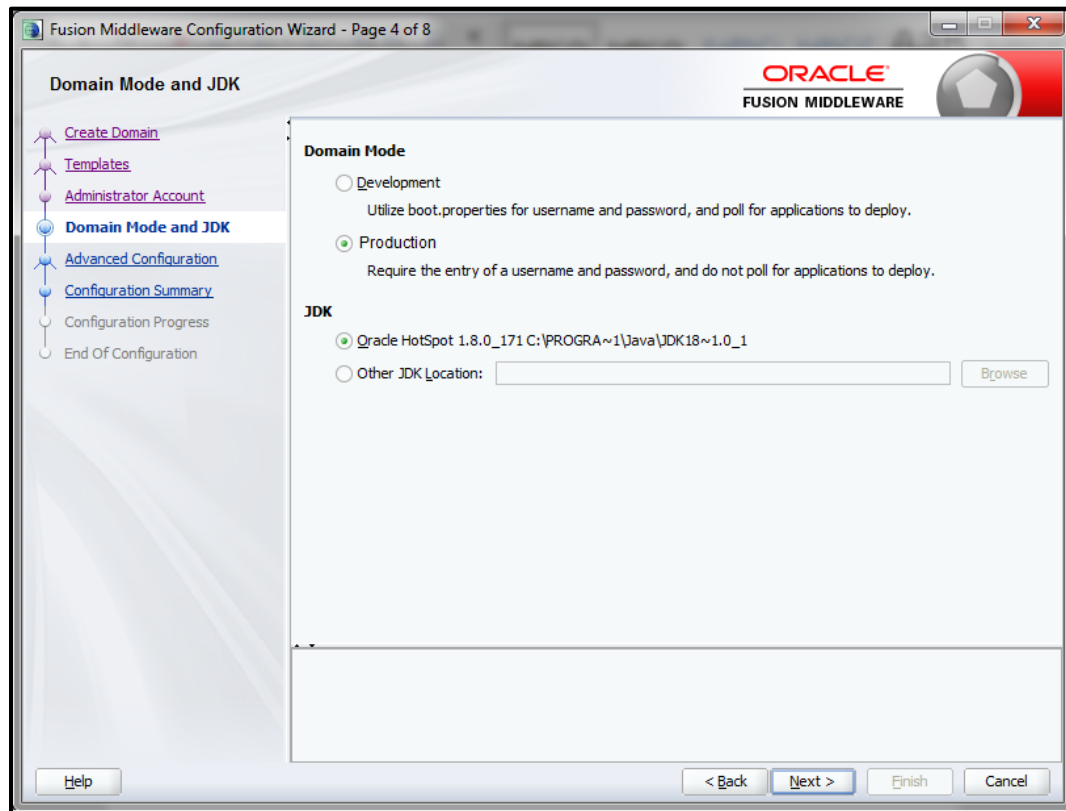 Fusion Middleware Configuration Wizard - Page 4 of 8
Domain Mode and JDK
ORACLE
FUSION MIDDLEWARE
Create Domain
Templates
Administrator Account
Domain Mode and JDK
Advanced Configuration
Configuration Summary
Configuration Progress
End Of Configuration
Domain Mode
Development
Utilize boot.properties for username and password, and poll for applications to deploy.
Production
Require the entry of a username and password, and do not poll for applications to deploy.
JDK
Oracle HotSpot 1.8.0_171 C:\PROGRA~1\Java\JDK18~1.0_1
Other JDK Location:
Browse
Help
< Back
Next >
Finish
Cancel